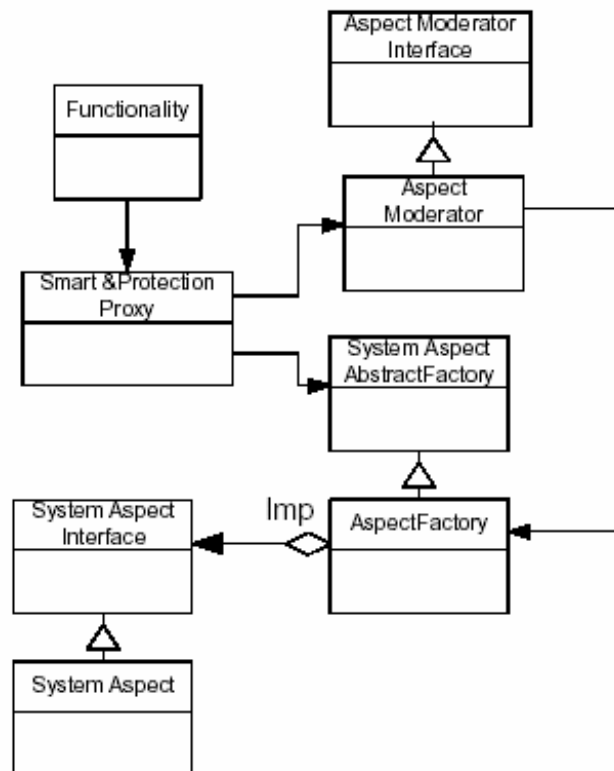 Aspect Moderator
Interface
Functionality
Aspect
Moderator
Smart &Protection
Proxy
System Aspect
AbstractFactory
System Aspect
Interface
Imp
AspectFactory
System Aspect